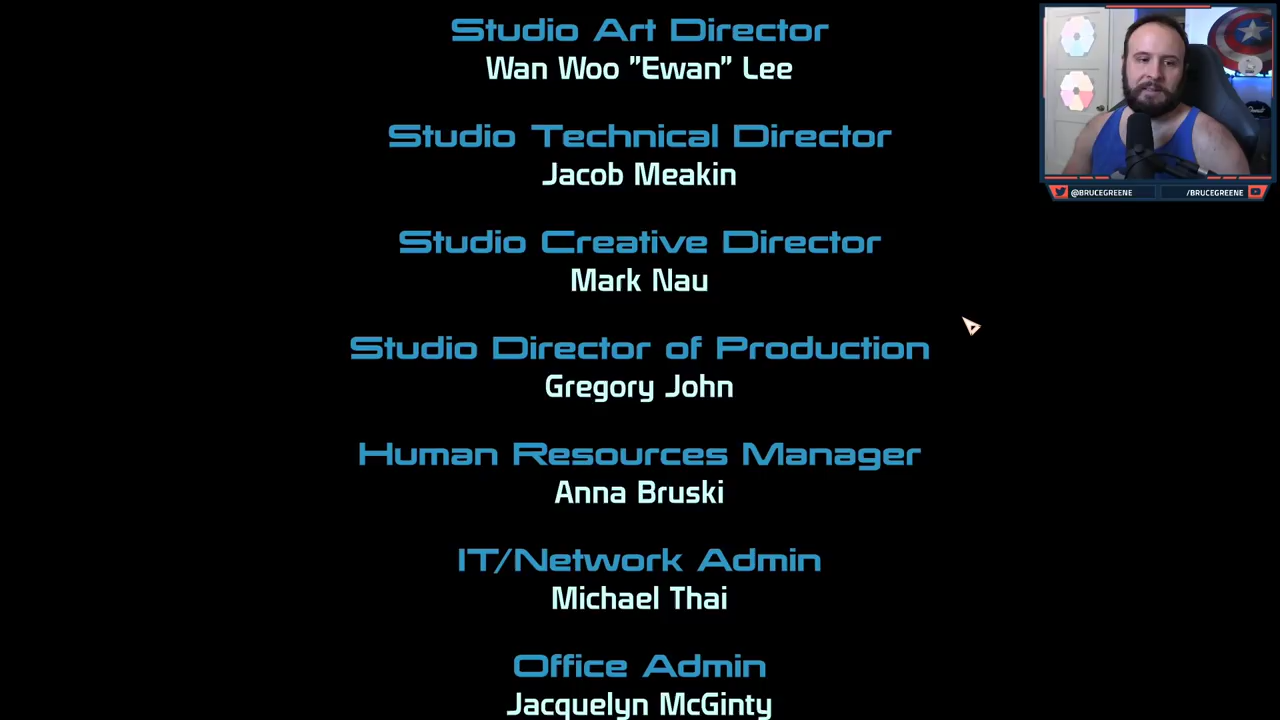 Studio Art Director
Wan Woo "Ewan" Lee
Studio Technical Director
Jacob Meakin
Studio Creative Director
Mark Nau
Studio Director of Production
Gregory John
Human Resources Manager
Anna Bruski
IT/Network Admin
Michael Thai
Office Admin
Jacquelyn McGinty
@BRUCEGREENE
/BRUCEGREENE